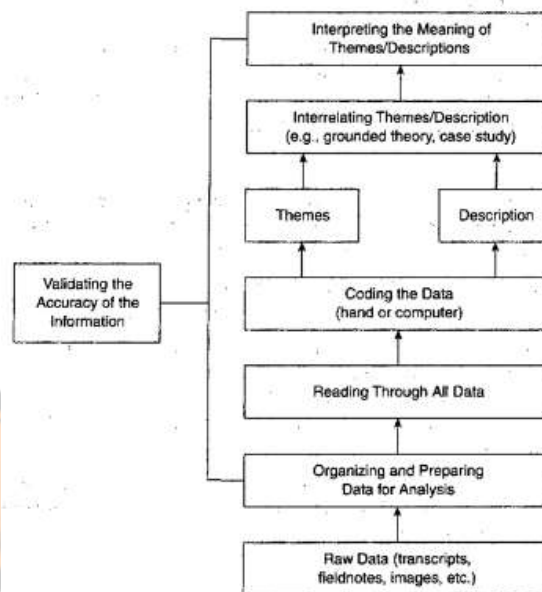 Interpreting the Meaning of
Themes/Descriptions
Interrelating Themes/Description
(e.g., grounded theory, case study)
Themes
Description
Validating the
Accuracy of the
Information
Coding the Data
(hand or computer)
Reading Through All Data
Organizing and Preparing
Data for Analysis
Raw Data (transcripts,
fieldnotes, images, etc.)